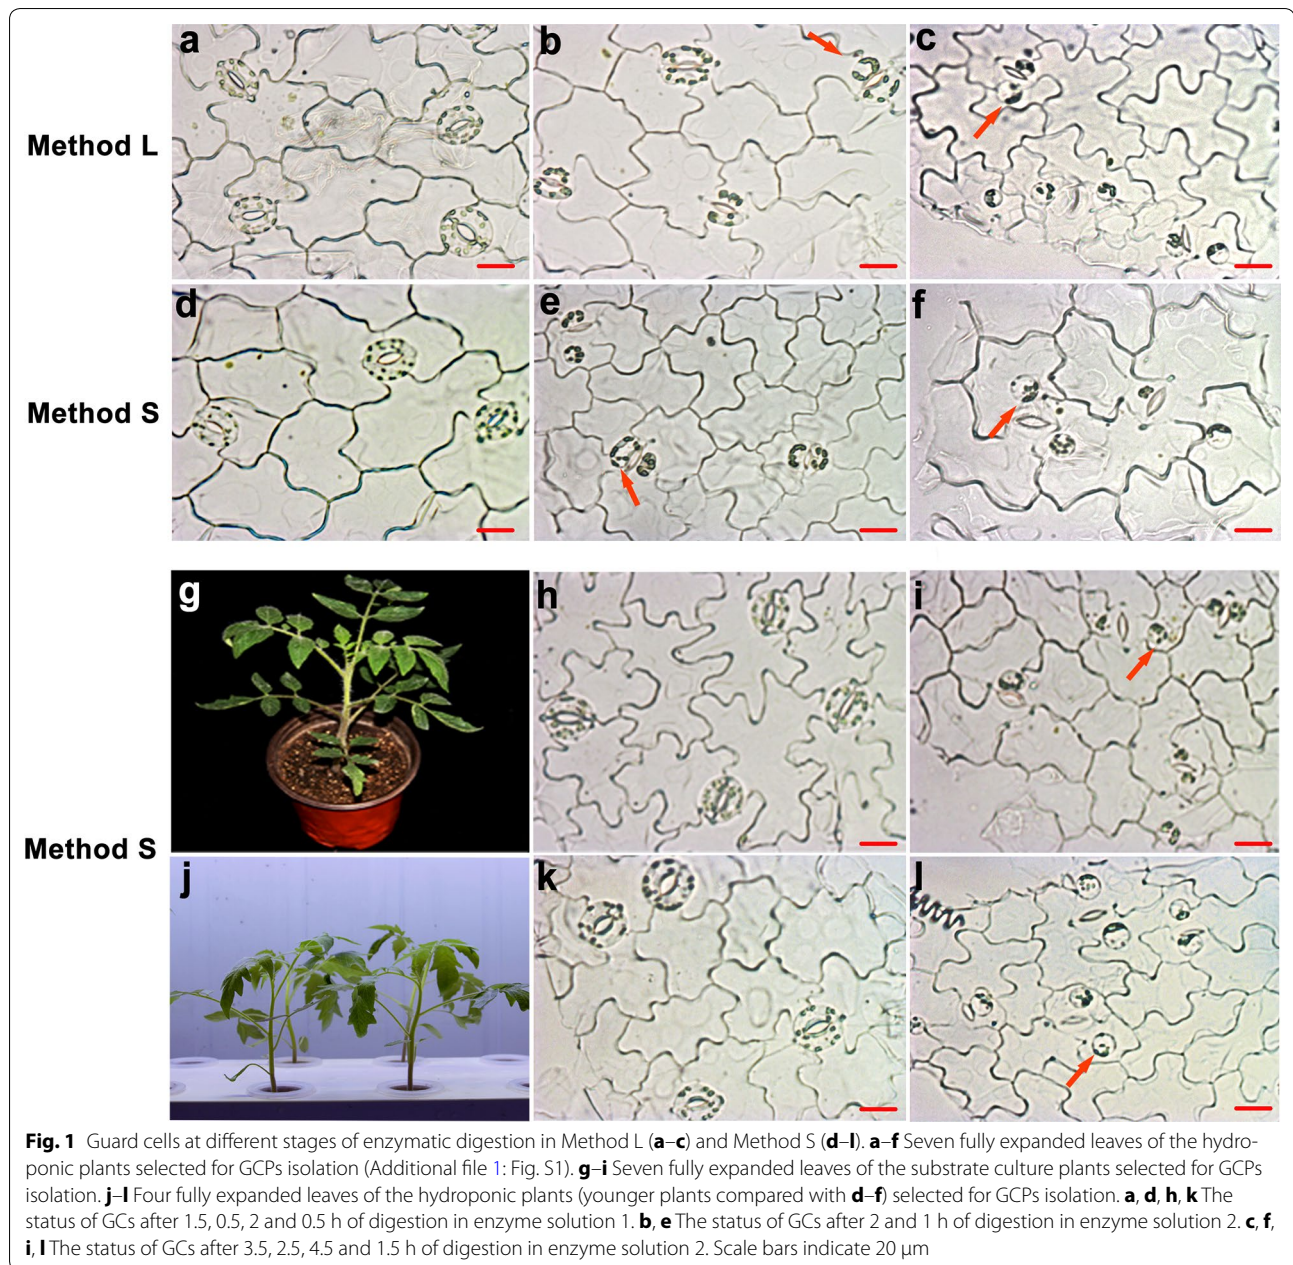 a b c
Method L
d e f
Method S
g h i
Method S
j k l
Fig. 1 Guard cells at different stages of enzymatic digestion in Method L (a–c) and Method S (d–l). a–f Seven fully expanded leaves of the hydro-
ponic plants selected for GCPs isolation (Additional file 1: Fig. S1). g–i Seven fully expanded leaves of the substrate culture plants selected for GCPs
isolation. j–l Four fully expanded leaves of the hydroponic plants (younger plants compared with d–f) selected for GCPs isolation. a, d, h, k The
status of GCs after 1.5, 0.5, 2 and 0.5 h of digestion in enzyme solution 1. b, e The status of GCs after 2 and 1 h of digestion in enzyme solution 2. c, f,
i, l The status of GCs after 3.5, 2.5, 4.5 and 1.5 h of digestion in enzyme solution 2. Scale bars indicate 20 μm